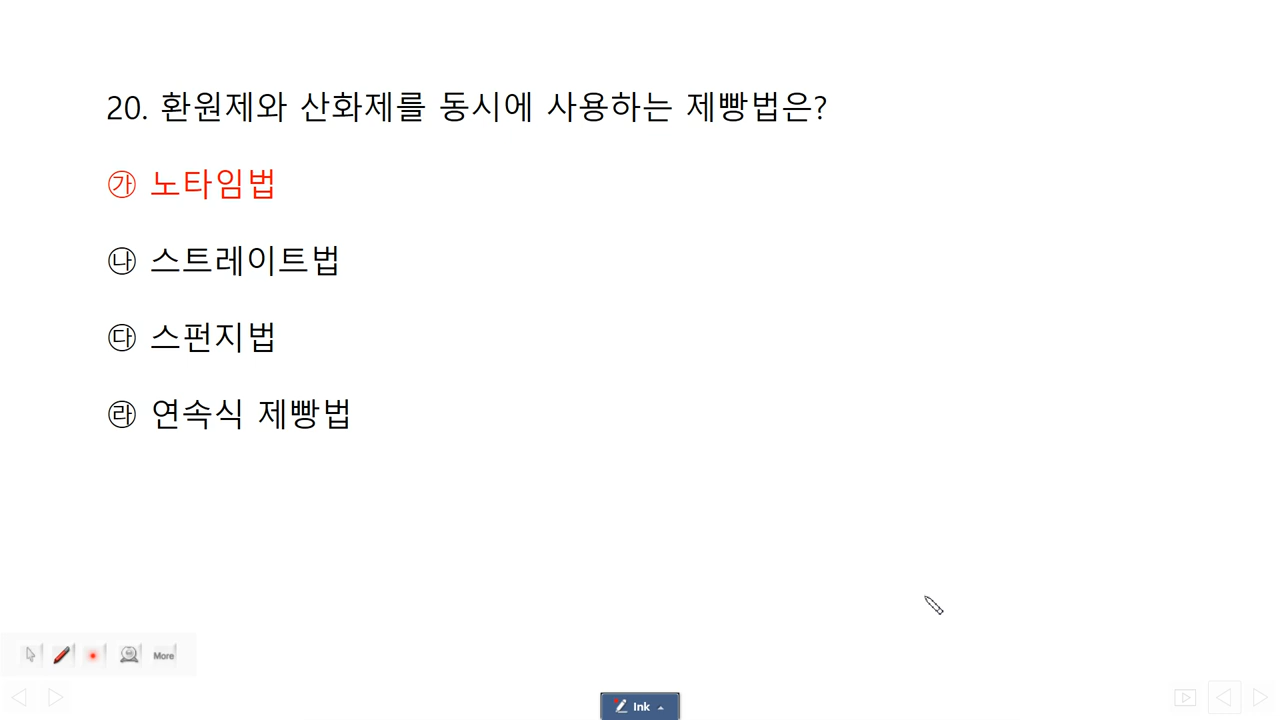 20. 환원제와 산화제를 동시에 사용하는 제빵법은?
㉮ 노타임법
㉯ 스트레이트법
㉰ 스펀지법
㉱ 연속식 제빵법
More
Ink